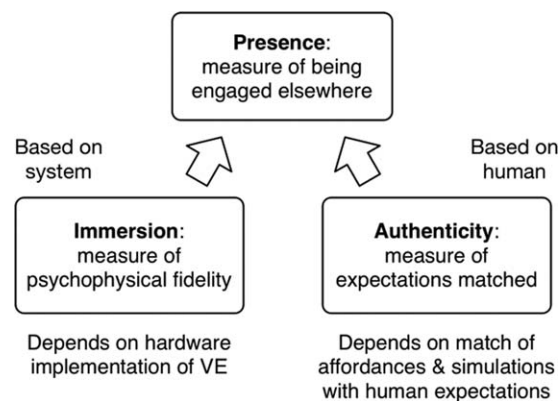 Presence:
measure of being
engaged elsewhere
Based on
system
Based on
human
Immersion:
measure of
psychophysical fidelity
Authenticity:
measure of
expectations matched
Depends on hardware
implementation of VE
Depends on match of
affordances & simulations
with human expectations